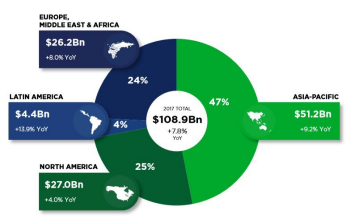 EUROPE,
MIDDLE EAST & AFRICA
$26.2Bn
+8.0% YoY
24%
47%
LATIN AMERICA
$4.4Bn
+13.9% YoY
4%
2017 TOTAL
$108.9Bn
+7.8%
YoY
ASIA-PACIFIC
$51.2Bn
+9.2% YoY
NORTH AMERICA
$27.0Bn
+4.0% YoY
25%